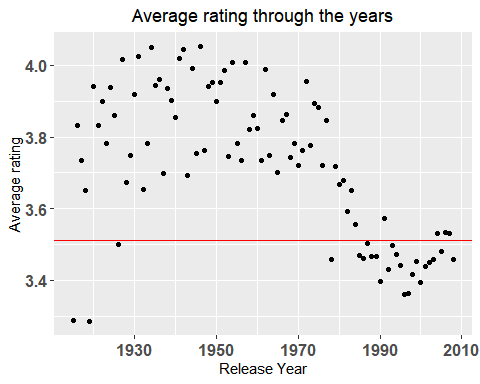 Average rating through the years
Average rating
4.0
3.8
3.6
3.4
1930 1950 1970 1990 2010
Release Year